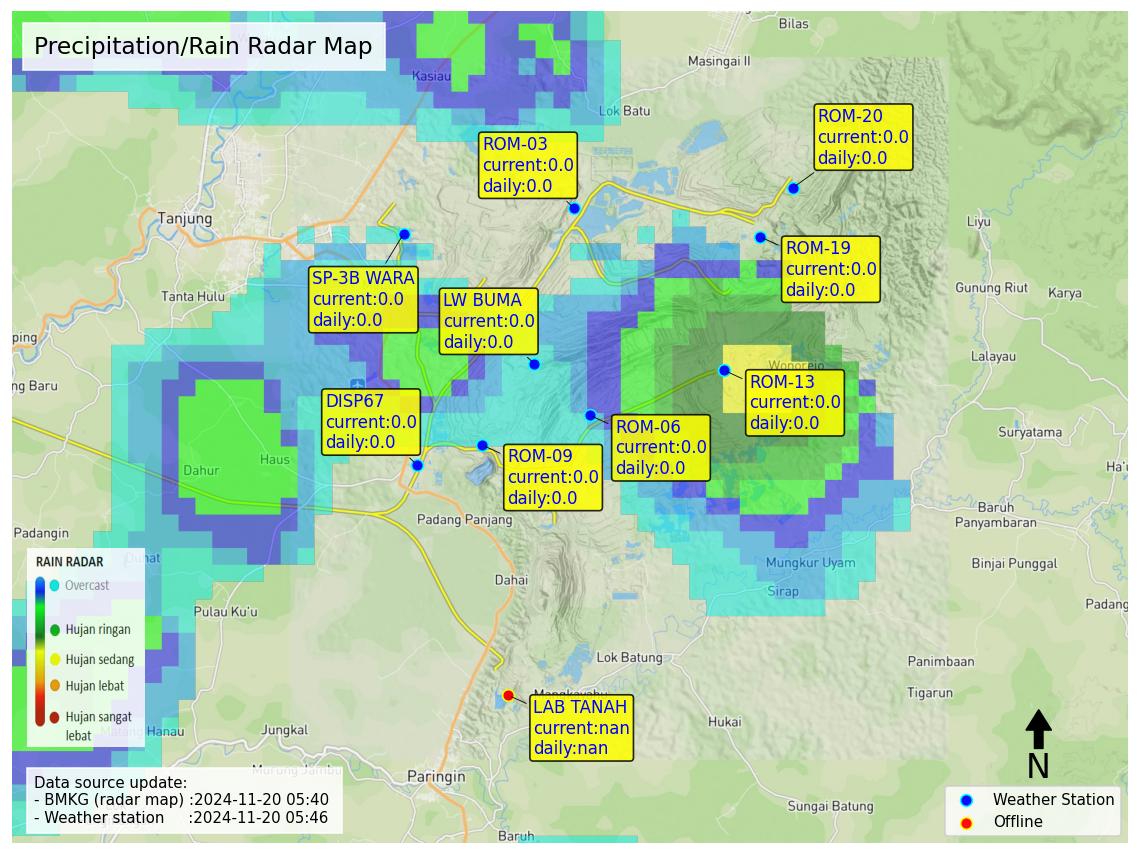 Precipitation/Rain Radar Map
Bilas
Masingai II
Kasiau
Lok Batu
ROM-20
current:0.0
daily:0.0
ROM-03
current:0.0
daily:0.0
Tanjung
Liyu
ROM-19
current:0.0
daily:0.0
SP-3B WARA
current:0.0
daily:0.0
Tanta Hulu
LW BUMA
current:0.0
daily:0.0
Gunung Riut
Karya
ping
Lalayau
Wonorejo
ng Baru
ROM-13
current:0.0
daily:0.0
DISP67
current:0.0
daily:0.0
ROM-06
current:0.0
daily:0.0
Suryatama
Haus
Dahur
ROM-09
current:0.0
daily:0.0
Ha'u
Baruh
Panyambaran
Padang Panjang
Padangin
Mungkur Uyam
Binjai Punggal
Dahai
Sirap
Padang
Pulau Ku'u
RAIN RADAR
Overcast
Hujan ringan
Hujan sedang
Hujan lebat
Hujan sangat
lebat
Lok Batung
Panimbaan
Tigarun
LAB TANAH
current:nan
daily:nan
Hukai
Jungkal
Hanau
Murung Jambu
Paringin
Sungai Batung
Baruh
N
Data source update:
- BMKG (radar map) :2024-11-20 05:40
- Weather station :2024-11-20 05:46
Weather Station
Offline